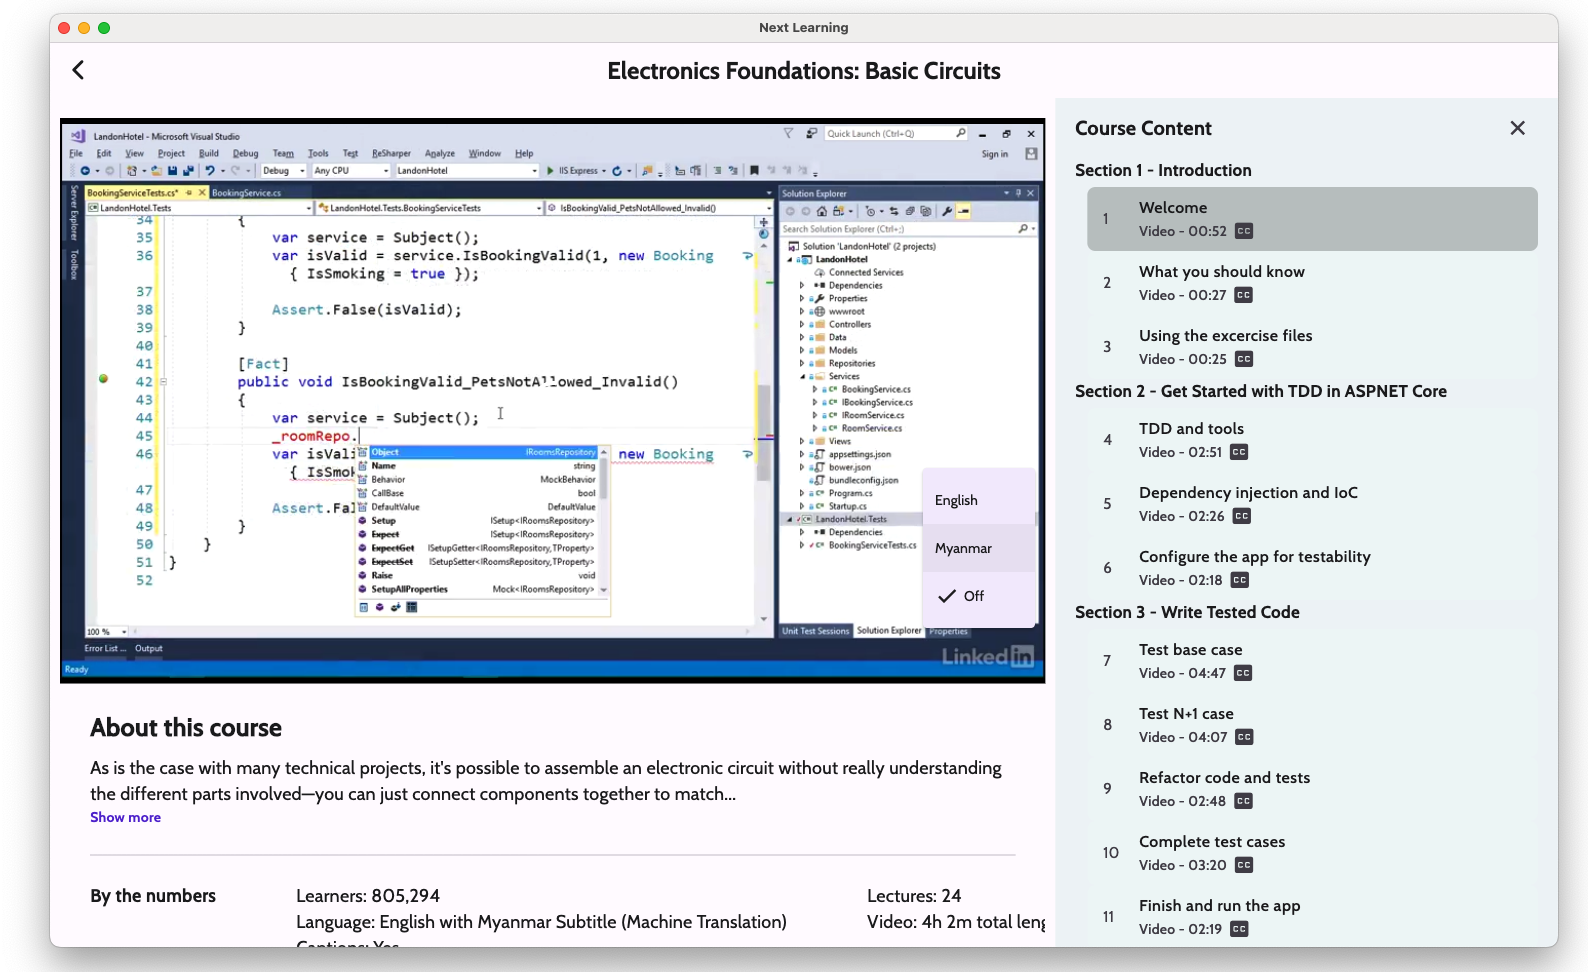 Next Learning
Electronics Foundations: Basic Circuits
LandonHotel - Microsoft Visual Studio
Quick Launch (Ctrl+Q)
File Edit View Project Build Debug Team Tools Test ReSharper Analyze Window Help
Sign in
Debug Any CPU LandonHotel IIS Express
Server Explorer
Toolbox
BookingServiceTests.cs* BookingService.cs
LandonHotel.Tests LandonHotel.Tests.BookingServiceTests IsBookingValid_PetsNotAllowed_Invalid()
34 {
35 var service = Subject();
36 var isValid = service.IsBookingValid(1, new Booking
{ IsSmoking = true });
37
38 Assert.False(isValid);
39 }
40
41 [Fact]
42 public void IsBookingValid_PetsNotAllowed_Invalid()
43 {
44 var service = Subject();
45 _roomRepo.
46 var isVali new Booking
{ IsSmok
47
48 Assert.Fal
49 }
50 }
51 }
52
Object IRoomsRepository
Name string
Behavior MockBehavior
CallBase bool
DefaultValue DefaultValue
Setup ISetup<IRoomsRepository>
Expect ISetup<IRoomsRepository>
ExpectGet ISetupGetter<IRoomsRepository,TProperty>
ExpectSet ISetupSetter<IRoomsRepository,TProperty>
Raise void
SetupAllProperties Mock<IRoomsRepository>
100 %
Error List ... Output
Ready
Solution Explorer
Search Solution Explorer (Ctrl+;)
Solution 'LandonHotel' (2 projects)
LandonHotel
Connected Services
Dependencies
Properties
wwwroot
Controllers
Data
Models
Repositories
Services
BookingService.cs
IBookingService.cs
IRoomService.cs
RoomService.cs
Views
appsettings.json
bower.json
bundleconfig.json
Program.cs
Startup.cs
LandonHotel.Tests
Dependencies
BookingServiceTests.cs
Unit Test Sessions Solution Explorer Properties
English
Myanmar
Off
Linked in
About this course
As is the case with many technical projects, it's possible to assemble an electronic circuit without really understanding
the different parts involved—you can just connect components together to match...
Show more
By the numbers
Learners: 805,294
Language: English with Myanmar Subtitle (Machine Translation)
Captions: Yes
Lectures: 24
Video: 4h 2m total leng
Course Content
Section 1 - Introduction
1 Welcome
Video - 00:52 CC
2 What you should know
Video - 00:27 CC
3 Using the excercise files
Video - 00:25 CC
Section 2 - Get Started with TDD in ASPNET Core
4 TDD and tools
Video - 02:51 CC
5 Dependency injection and IoC
Video - 02:26 CC
6 Configure the app for testability
Video - 02:18 CC
Section 3 - Write Tested Code
7 Test base case
Video - 04:47 CC
8 Test N+1 case
Video - 04:07 CC
9 Refactor code and tests
Video - 02:48 CC
10 Complete test cases
Video - 03:20 CC
11 Finish and run the app
Video - 02:19 CC